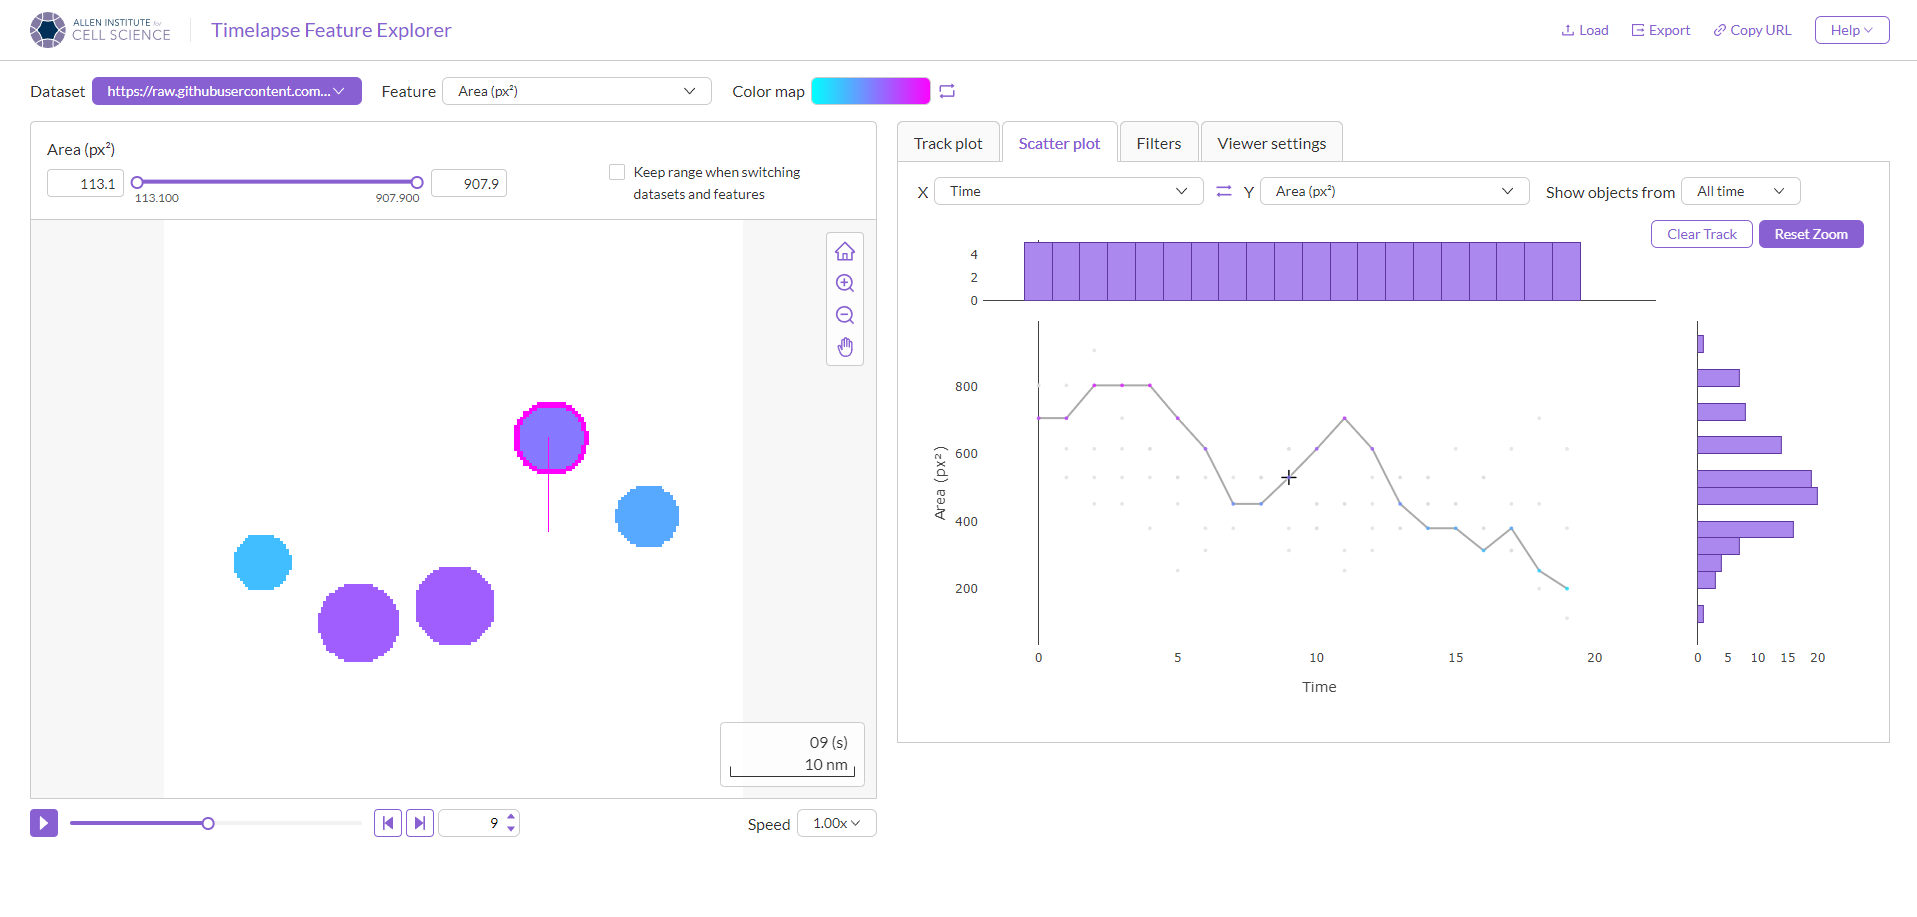 ALLEN INSTITUTE for
CELL SCIENCE
Timelapse Feature Explorer
Load
Export
Copy URL
Help
Dataset
https://raw.githubusercontent.com...
Feature
Area (px²)
Color map
Area (px²)
113.1
907.9
113.100
907.900
Keep range when switching
datasets and features
09 (s)
10 nm
9
Speed
1.00x
Track plot
Scatter plot
Filters
Viewer settings
X
Time
Y
Area (px²)
Show objects from
All time
Clear Track
Reset Zoom
4
2
0
800
600
400
200
Area (px²)
0
5
10
15
20
Time
0
5
10
15
20